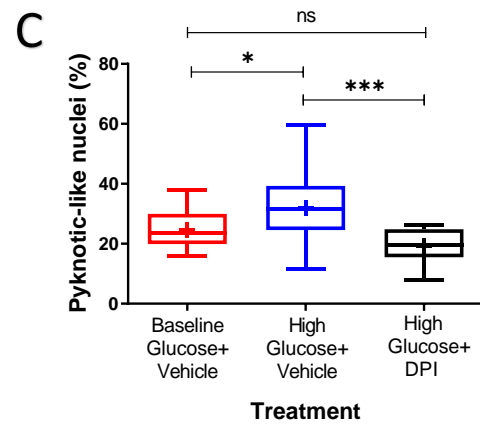 C
ns
*
***
Pyknotic-like nuclei (%)
80
60
40
20
0
Baseline
Glucose+
Vehicle
High
Glucose+
Vehicle
High
Glucose+
DPI
Treatment